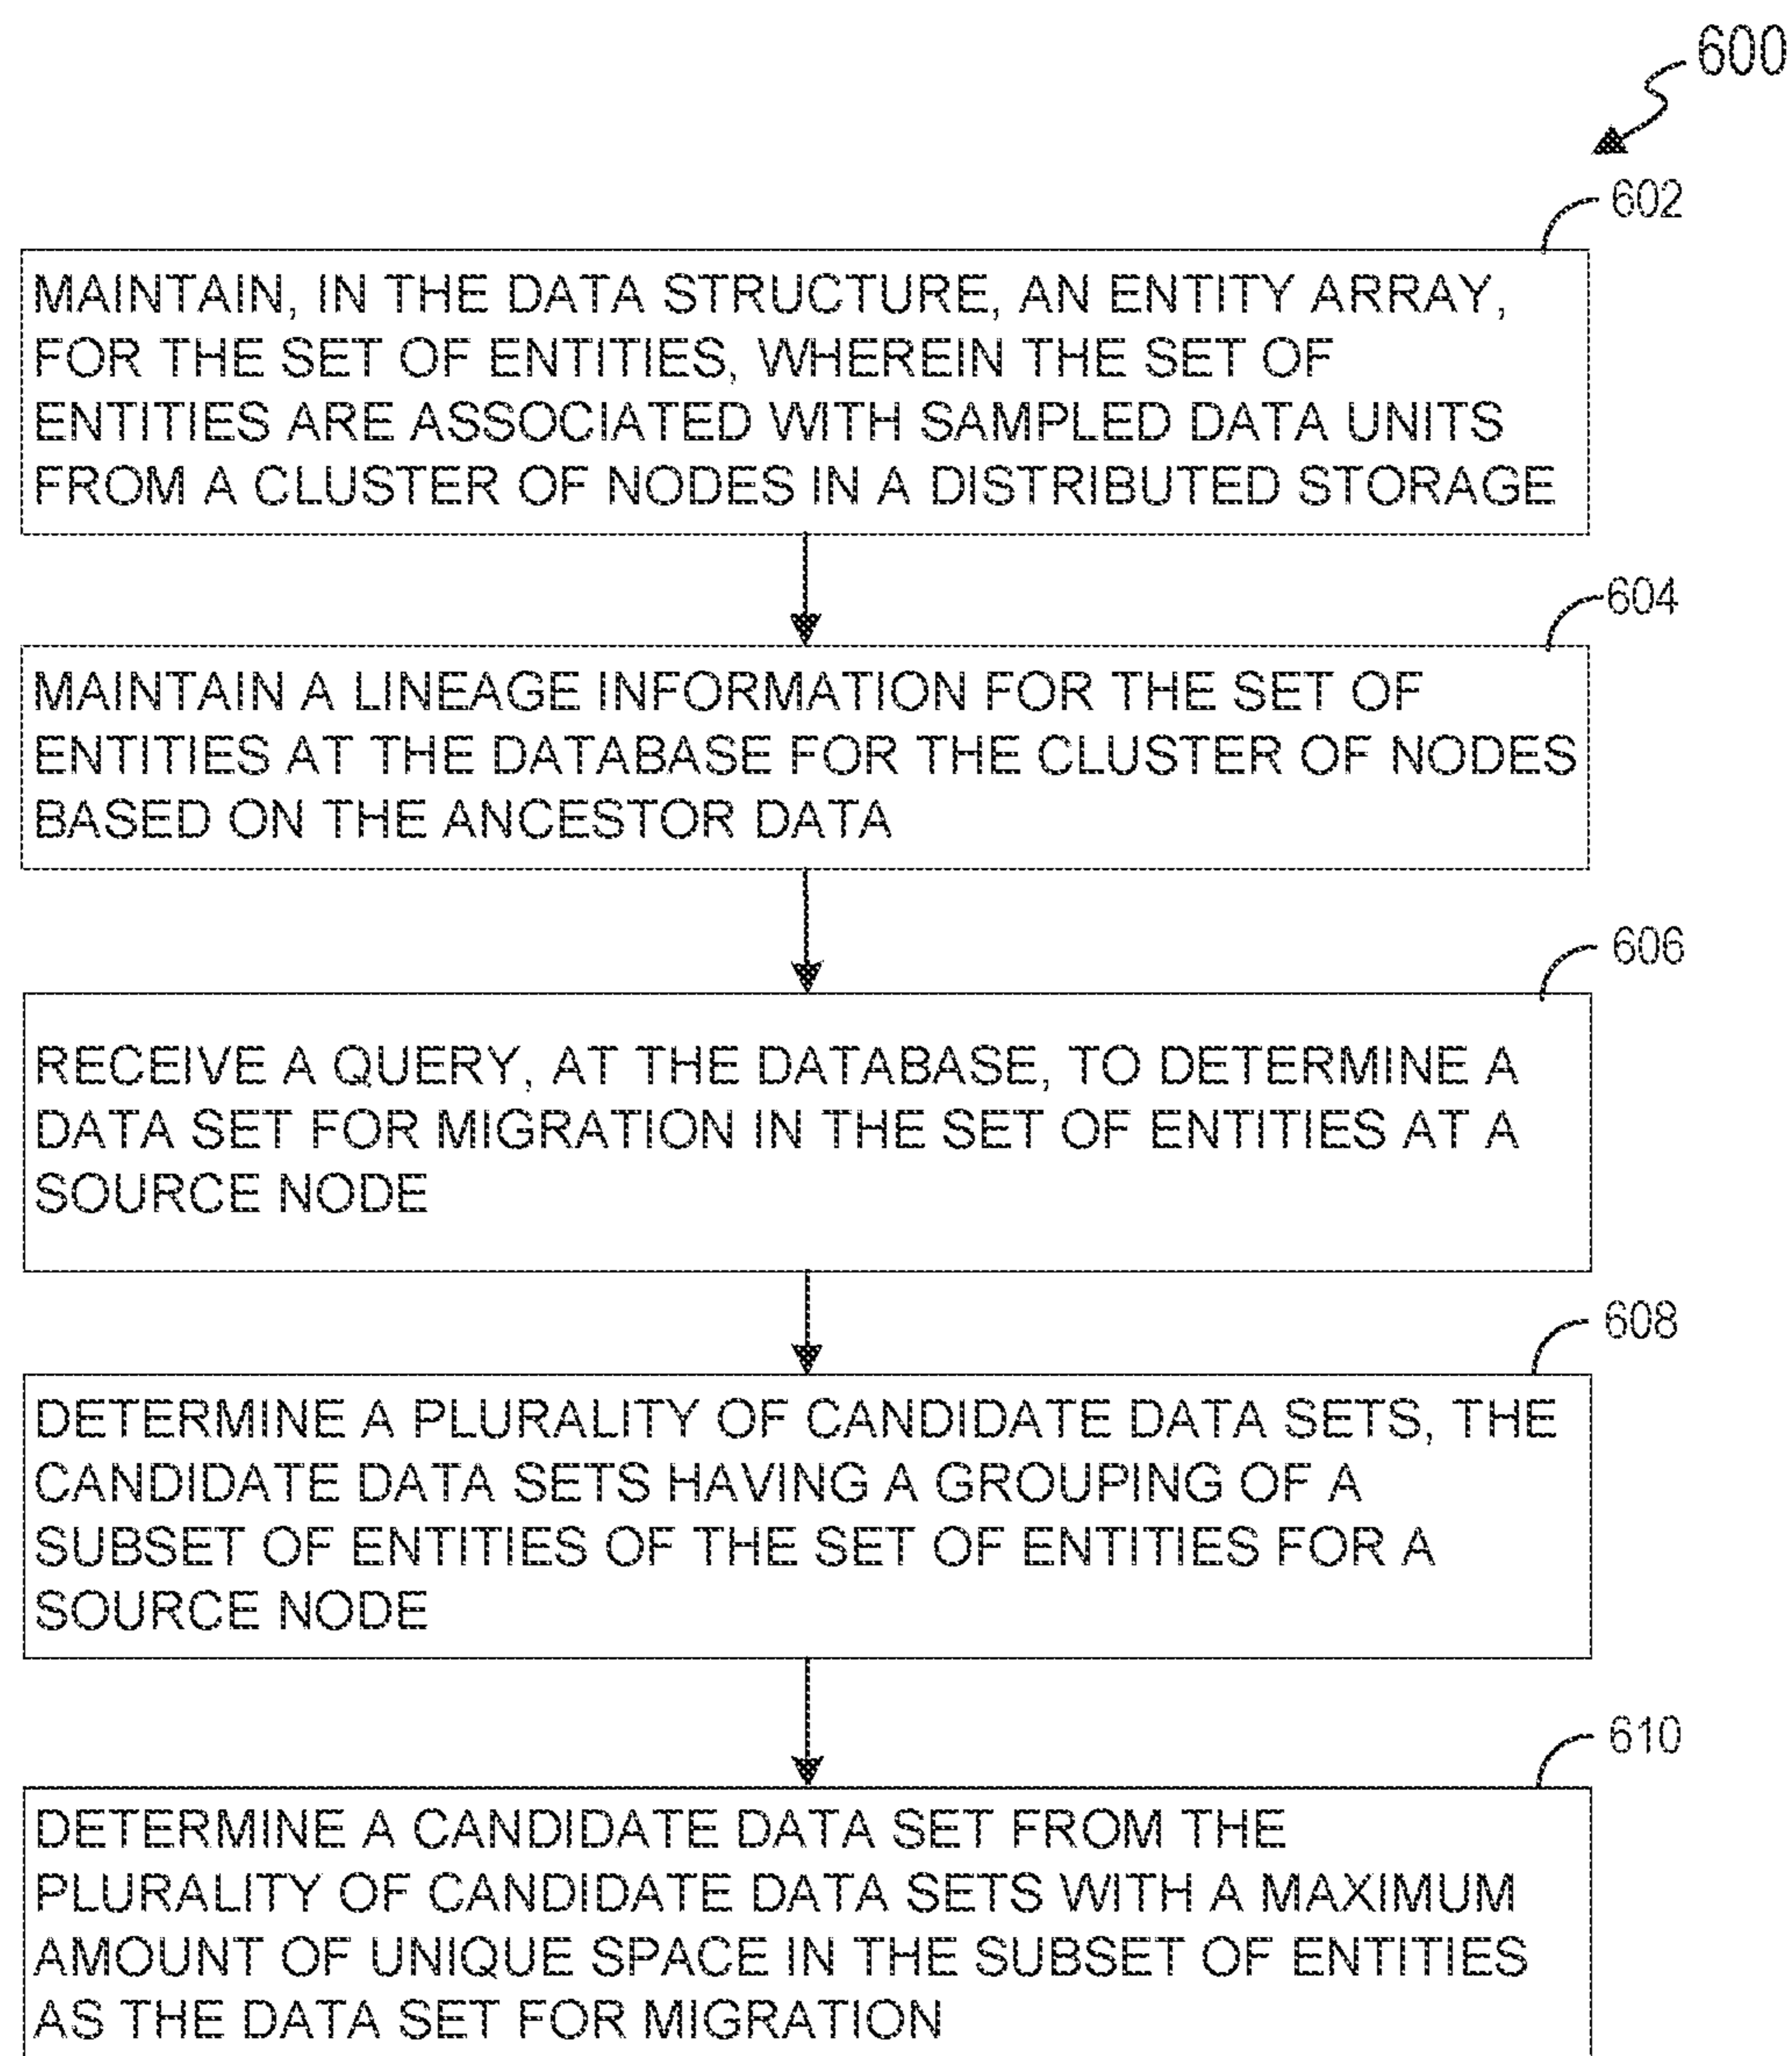 600
602
MAINTAIN, IN THE DATA STRUCTURE, AN ENTITY ARRAY,
FOR THE SET OF ENTITIES, WHEREIN THE SET OF
ENTITIES ARE ASSOCIATED WITH SAMPLED DATA UNITS
FROM A CLUSTER OF NODES IN A DISTRIBUTED STORAGE
604
MAINTAIN A LINEAGE INFORMATION FOR THE SET OF
ENTITIES AT THE DATABASE FOR THE CLUSTER OF NODES
BASED ON THE ANCESTOR DATA
606
RECEIVE A QUERY, AT THE DATABASE, TO DETERMINE A
DATA SET FOR MIGRATION IN THE SET OF ENTITIES AT A
SOURCE NODE
608
DETERMINE A PLURALITY OF CANDIDATE DATA SETS, THE
CANDIDATE DATA SETS HAVING A GROUPING OF A
SUBSET OF ENTITIES OF THE SET OF ENTITIES FOR A
SOURCE NODE
610
DETERMINE A CANDIDATE DATA SET FROM THE
PLURALITY OF CANDIDATE DATA SETS WITH A MAXIMUM
AMOUNT OF UNIQUE SPACE IN THE SUBSET OF ENTITIES
AS THE DATA SET FOR MIGRATION